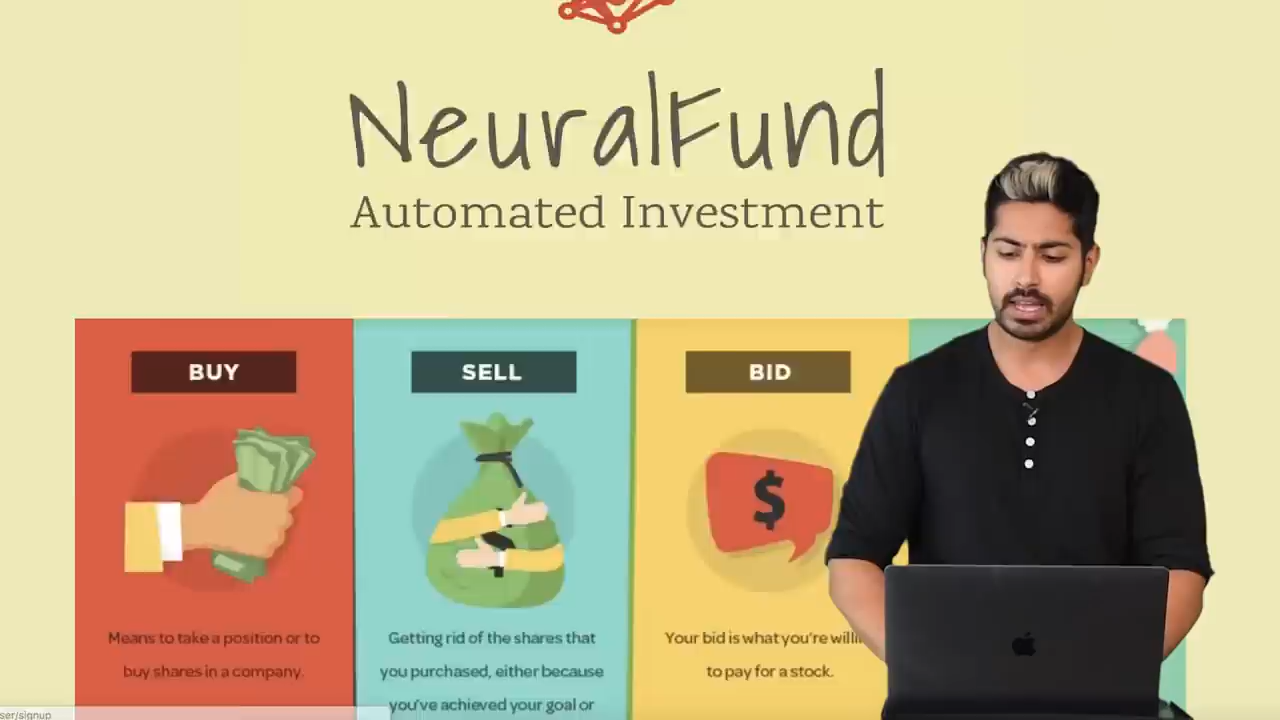 NeuralFund
Automated Investment
BUY
SELL
BID
Means to take a position or to
buy shares in a company.
Getting rid of the shares that
you purchased, either because
you've achieved your goal or
Your bid is what you're
to pay for a stock.
ser/signup